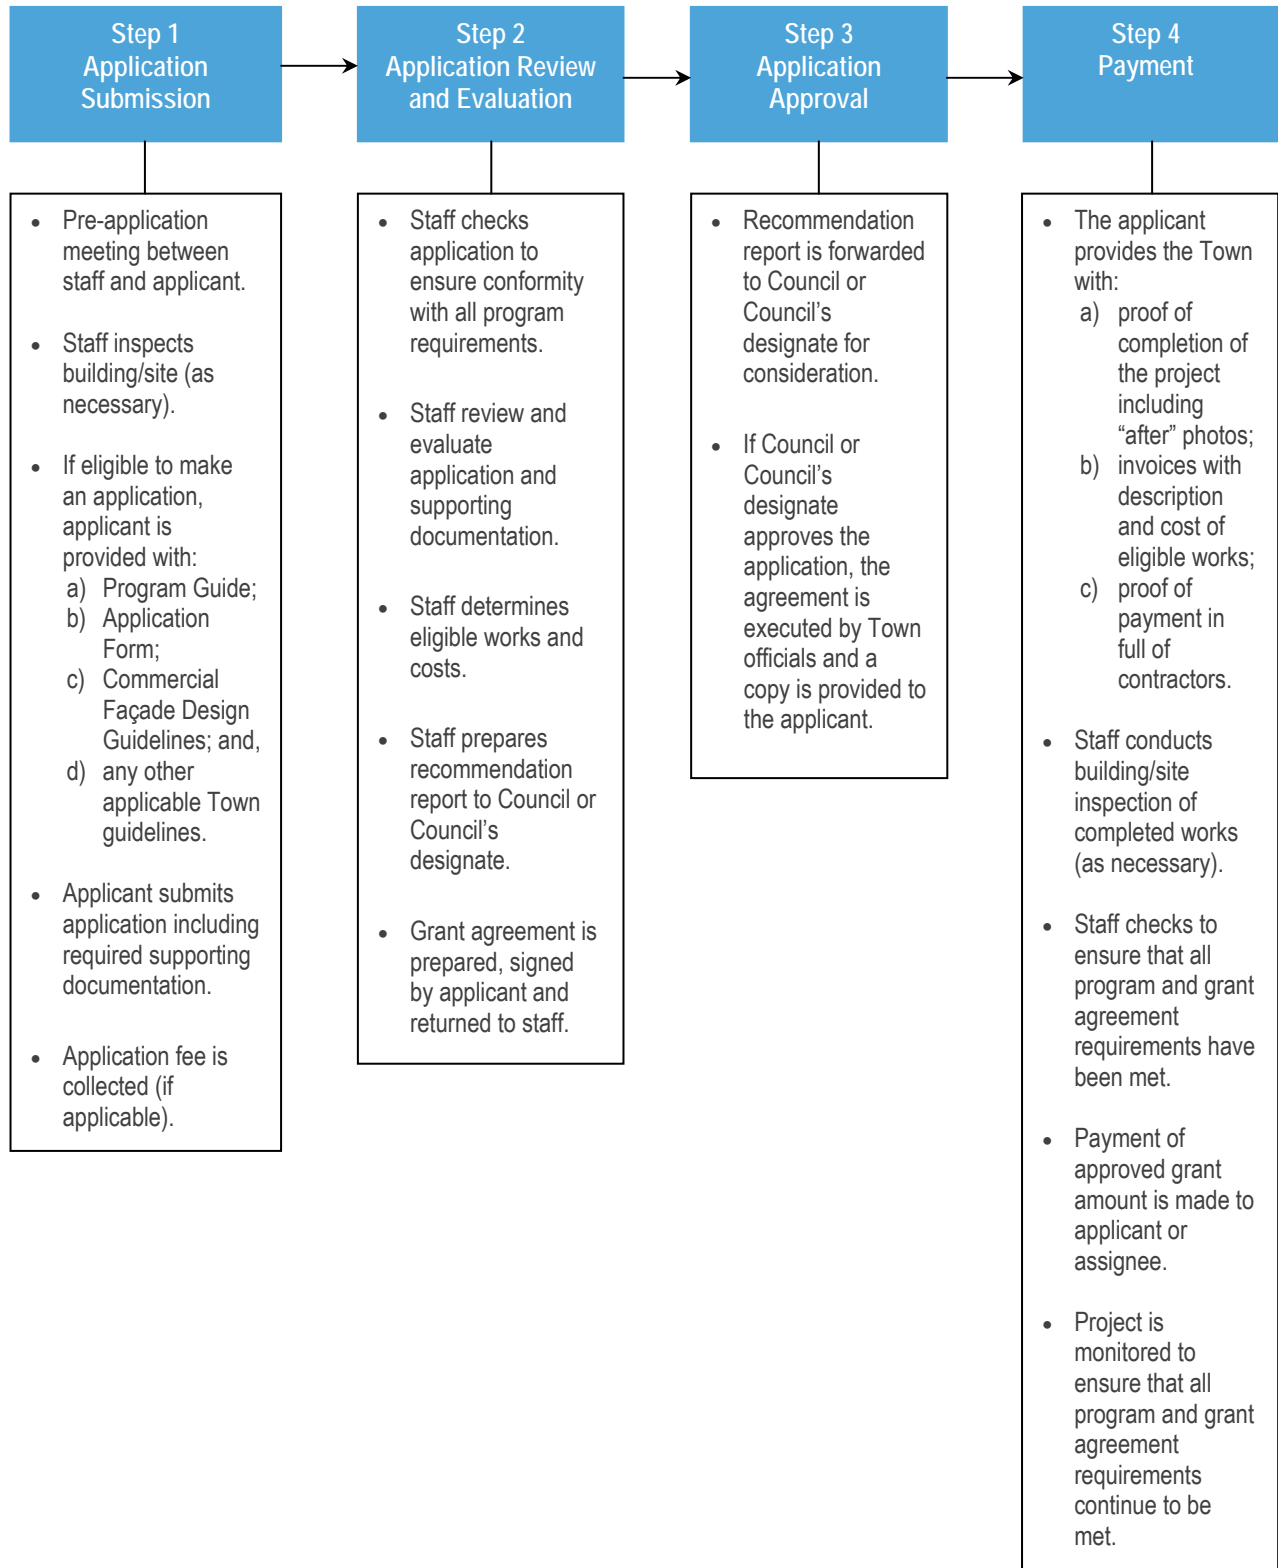 Step 1
Application
Submission
Step 2
Application Review
and Evaluation
Step 3
Application
Approval
Step 4
Payment
• Pre-application
meeting between
staff and applicant.
• Staff inspects
building/site (as
necessary).
• If eligible to make
an application,
applicant is
provided with:
a) Program Guide;
b) Application
Form;
c) Commercial
Façade Design
Guidelines; and,
d) any other
applicable Town
guidelines.
• Applicant submits
application including
required supporting
documentation.
• Application fee is
collected (if
applicable).
• Staff checks
application to
ensure conformity
with all program
requirements.
• Staff review and
evaluate
application and
supporting
documentation.
• Staff determines
eligible works and
costs.
• Staff prepares
recommendation
report to Council or
Council’s
designate.
• Grant agreement is
prepared, signed
by applicant and
returned to staff.
• Recommendation
report is forwarded
to Council or
Council’s
designate for
consideration.
• If Council or
Council’s
designate
approves the
application, the
agreement is
executed by Town
officials and a
copy is provided to
the applicant.
• The applicant
provides the Town
with:
a) proof of
completion of
the project
including
“after” photos;
b) invoices with
description
and cost of
eligible works;
c) proof of
payment in
full of
contractors.
• Staff conducts
building/site
inspection of
completed works
(as necessary).
• Staff checks to
ensure that all
program and grant
agreement
requirements have
been met.
• Payment of
approved grant
amount is made to
applicant or
assignee.
• Project is
monitored to
ensure that all
program and grant
agreement
requirements
continue to be
met.